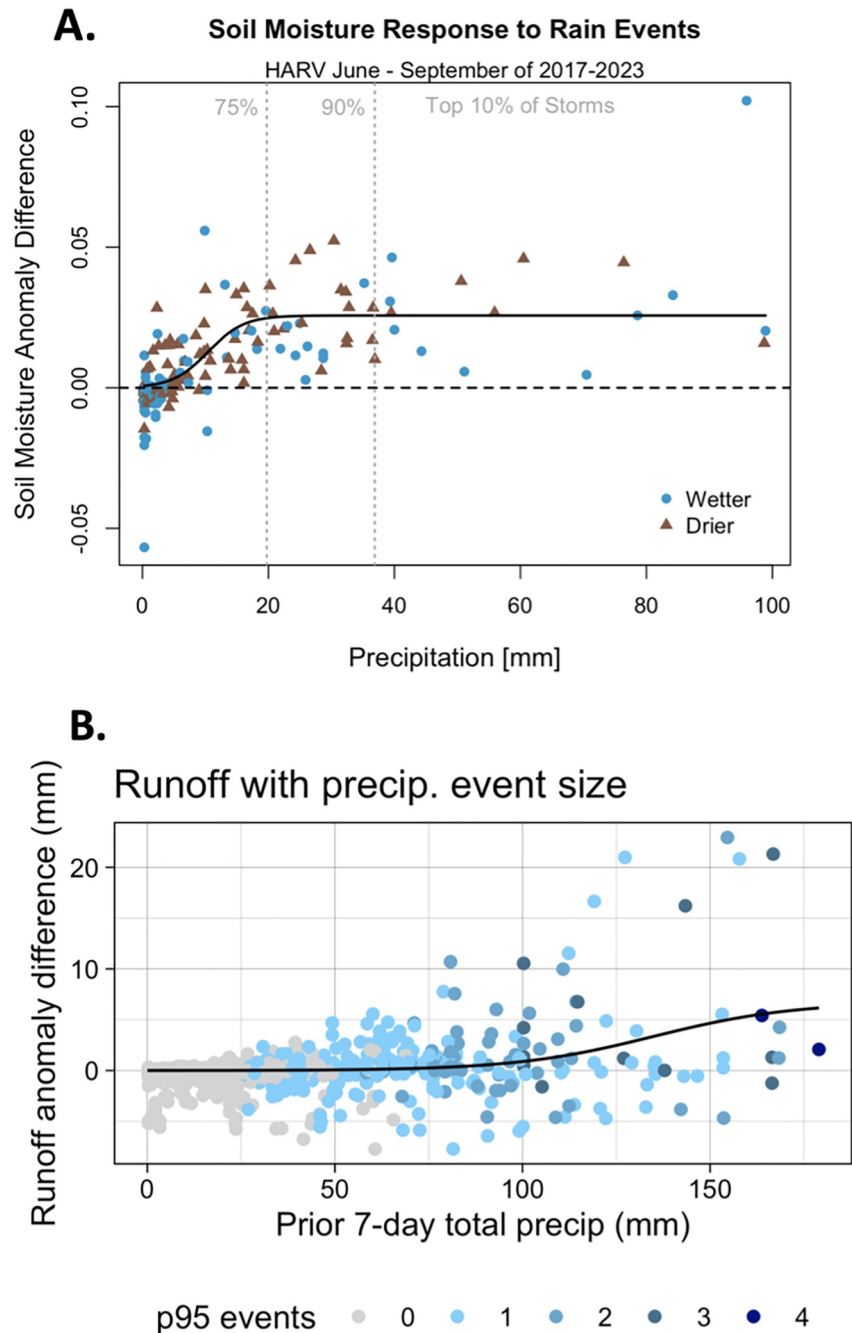 A.
Soil Moisture Response to Rain Events
HARV June - September of 2017-2023
75%
90%
Top 10% of Storms
Soil Moisture Anomaly Difference
0.10
0.05
0.00
-0.05
Wetter
Drier
0 20 40 60 80 100
Precipitation [mm]
B.
Runoff with precip. event size
Runoff anomaly difference (mm)
20
10
0
0 50 100 150
Prior 7-day total precip (mm)
p95 events 0 1 2 3 4